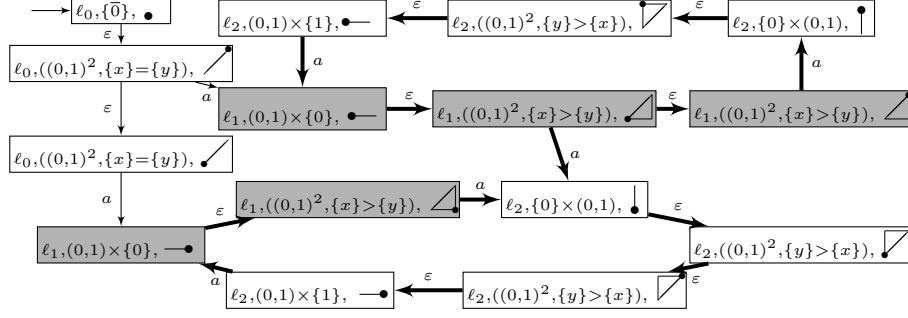 ℓ₀,{0̅},
ℓ₂,(0,1)×{1},
ε
ℓ₂,((0,1)²,{y}>{x}),
ε
ℓ₂,{0}×(0,1),
ε
ℓ₀,((0,1)²,{x}={y}),
a
a
a
ℓ₁,(0,1)×{0},
ε
ℓ₁,((0,1)²,{x}>{y}),
ε
ℓ₁,((0,1)²,{x}>{y}),
ε
ℓ₀,((0,1)²,{x}={y}),
a
a
ℓ₁,((0,1)²,{x}>{y}),
a
ℓ₂,{0}×(0,1),
ε
ε
ℓ₁,(0,1)×{0},
ℓ₂,((0,1)²,{y}>{x}),
a
ℓ₂,(0,1)×{1},
ε
ℓ₂,((0,1)²,{y}>{x}),
ε